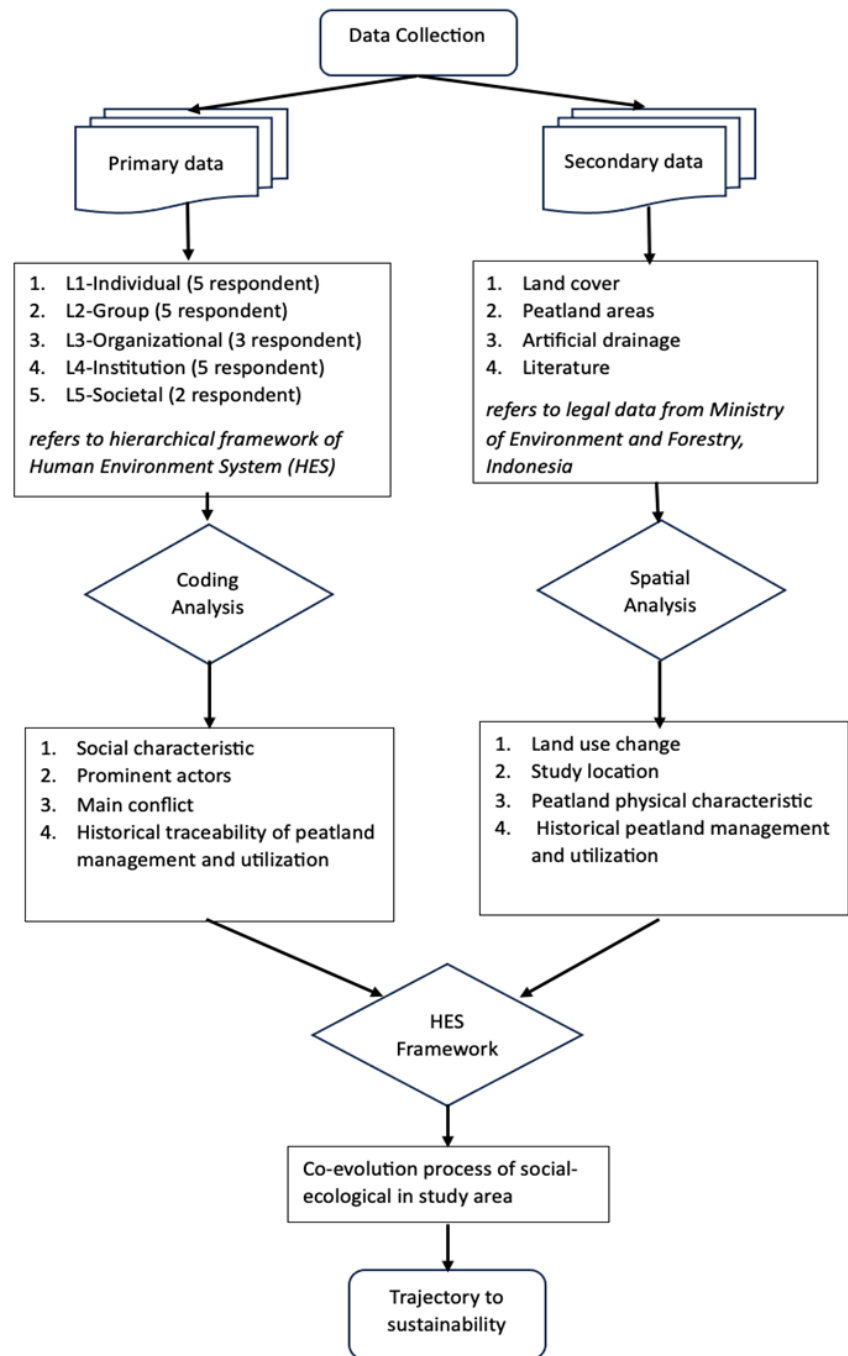 Data Collection
Primary data
Secondary data
1. L1-Individual (5 respondent)
2. L2-Group (5 respondent)
3. L3-Organizational (3 respondent)
4. L4-Institution (5 respondent)
5. L5-Societal (2 respondent)
refers to hierarchical framework of
Human Environment System (HES)
1. Land cover
2. Peatland areas
3. Artificial drainage
4. Literature
refers to legal data from Ministry
of Environment and Forestry,
Indonesia
Coding
Analysis
Spatial
Analysis
1. Social characteristic
2. Prominent actors
3. Main conflict
4. Historical traceability of peatland
management and utilization
1. Land use change
2. Study location
3. Peatland physical characteristic
4. Historical peatland management
and utilization
HES
Framework
Co-evolution process of social-
ecological in study area
Trajectory to
sustainability